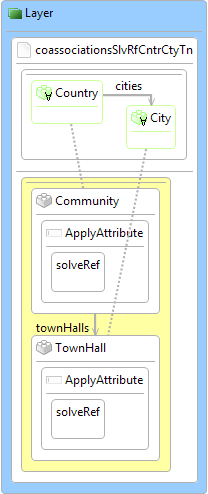 Layer
coassociationsSlvRfCntrCtyTn
cities
Country
City
Community
ApplyAttribute
solveRef
townHalls
TownHall
ApplyAttribute
solveRef